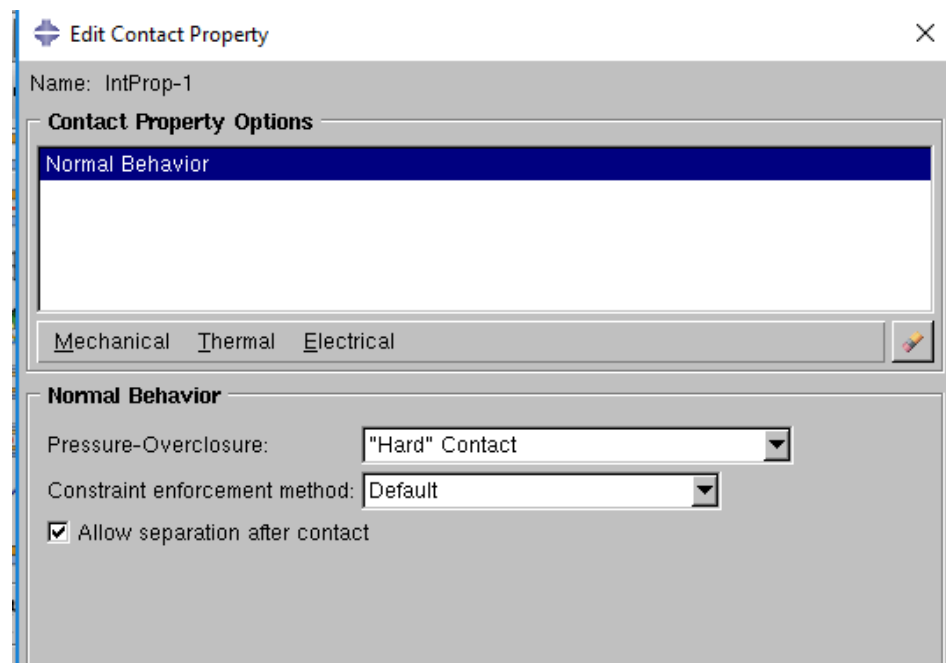 Edit Contact Property
Name: IntProp-1
Contact Property Options
Normal Behavior
Mechanical Thermal Electrical
Normal Behavior
Pressure-Overclosure: "Hard" Contact
Constraint enforcement method: Default
Allow separation after contact